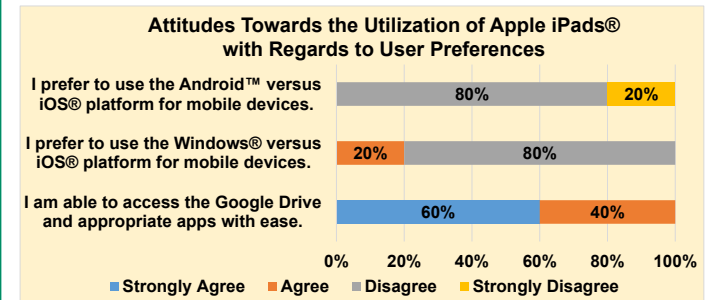 Attitudes Towards the Utilization of Apple iPads®
with Regards to User Preferences
I prefer to use the Android™ versus
iOS® platform for mobile devices.
80%
20%
I prefer to use the Windows® versus
iOS® platform for mobile devices.
20%
80%
I am able to access the Google Drive
and appropriate apps with ease.
60%
40%
0% 20% 40% 60% 80% 100%
Strongly Agree Agree Disagree Strongly Disagree